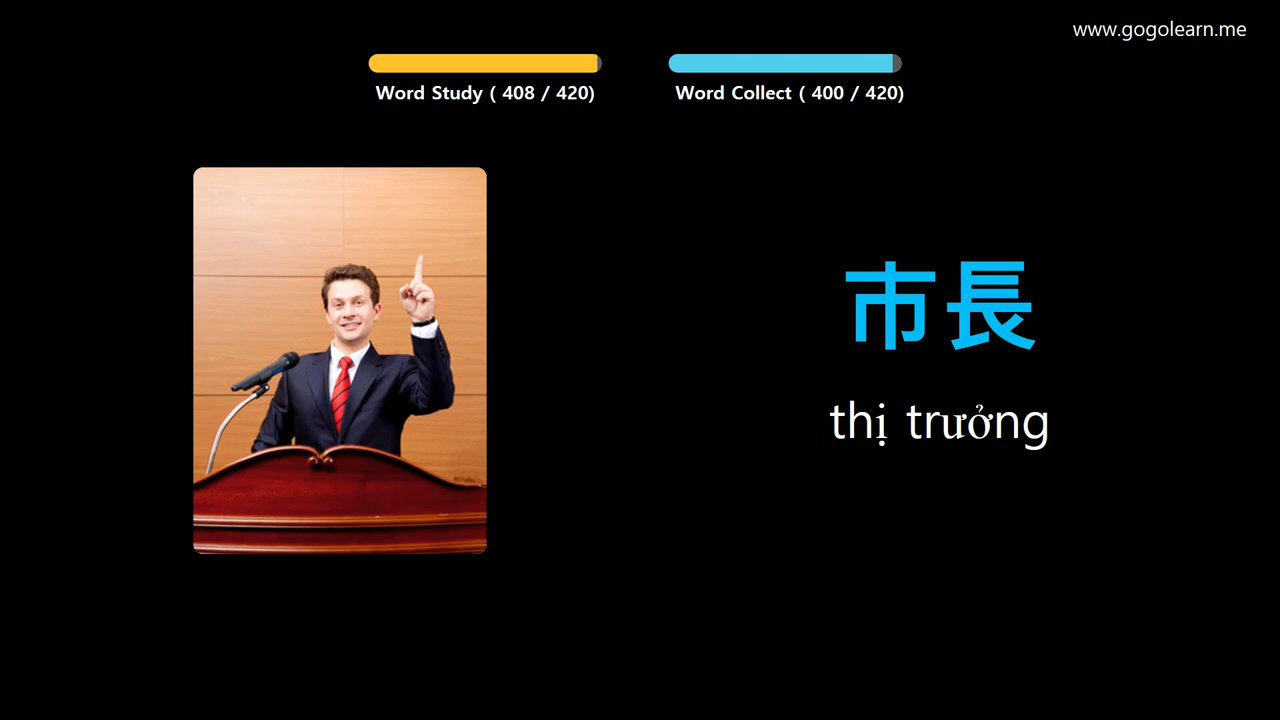 www.gogolearn.me
Word Study ( 408 / 420)
Word Collect ( 400 / 420)
市長
thị trưởng